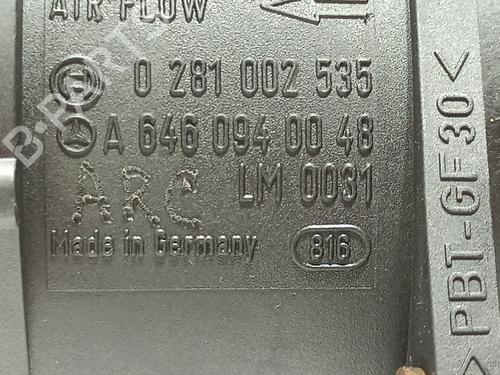 AIR FLOW
0 281 002 535
A 646 094 00 48
ARC LM 0031
Made in Germany 816
>PBT-GF30<
B-PARTS